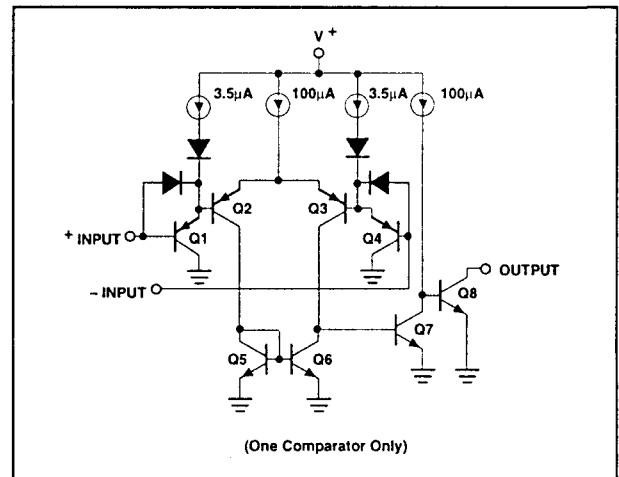 V+
3.5µA 100µA 3.5µA 100µA
Q2 Q3
+ INPUT Q1 Q4
OUTPUT
– INPUT Q8
Q7
Q5 Q6
(One Comparator Only)